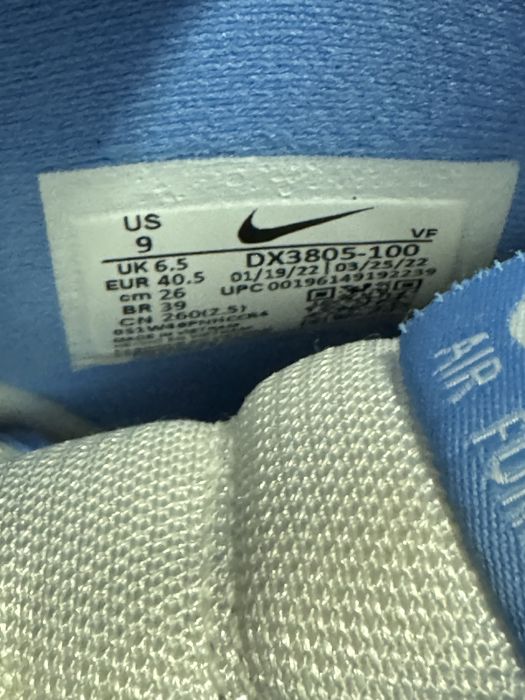 US
9
VF
UK 6.5
DX3805-100
EUR 40.5
01/19/22 | 03/25/22
cm 26
UPC 00196149192239
BR 39
CN 260(2.5)
AIR FOR